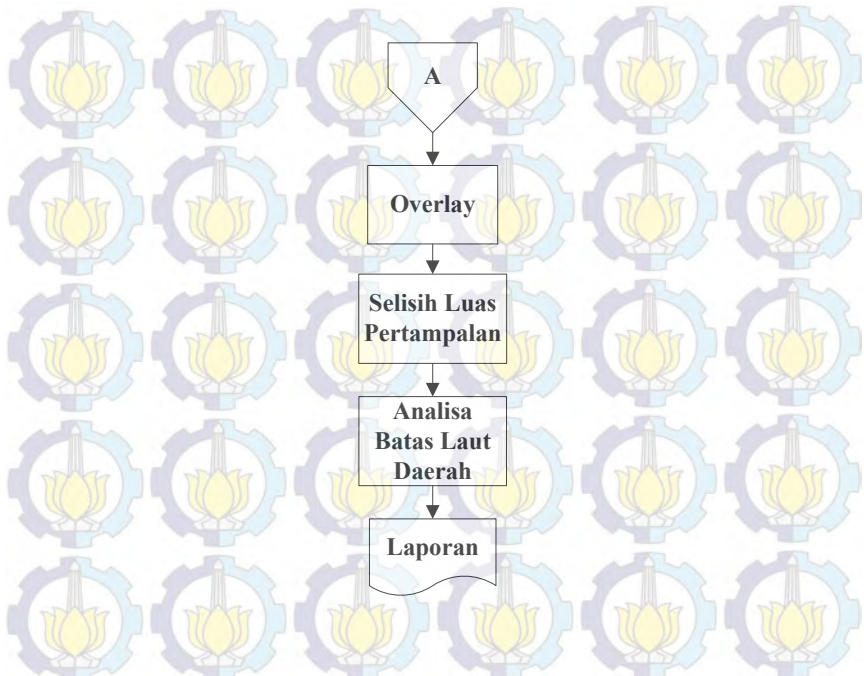 A
Overlay
Selisih Luas
Pertampalan
Analisa
Batas Laut
Daerah
Laporan